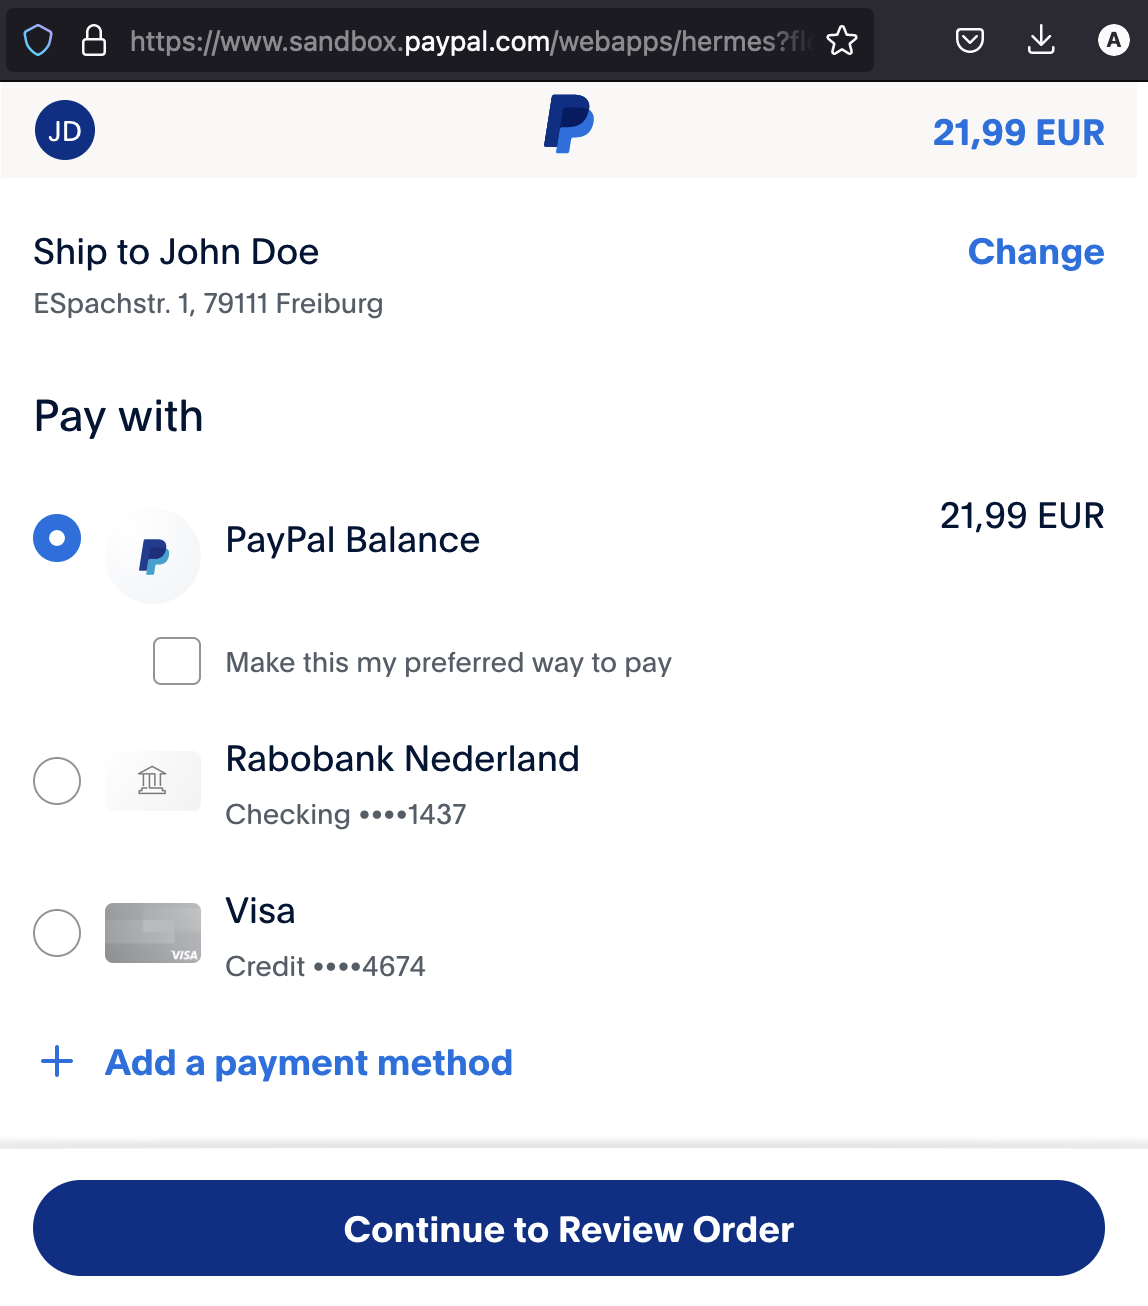 https://www.sandbox.paypal.com/webapps/hermes?fl
A
JD
21,99 EUR
Ship to John Doe
Change
ESpachstr. 1, 79111 Freiburg
Pay with
21,99 EUR
PayPal Balance
Make this my preferred way to pay
Rabobank Nederland
Checking ••••1437
Visa
VISA
Credit ••••4674
+ Add a payment method
Continue to Review Order